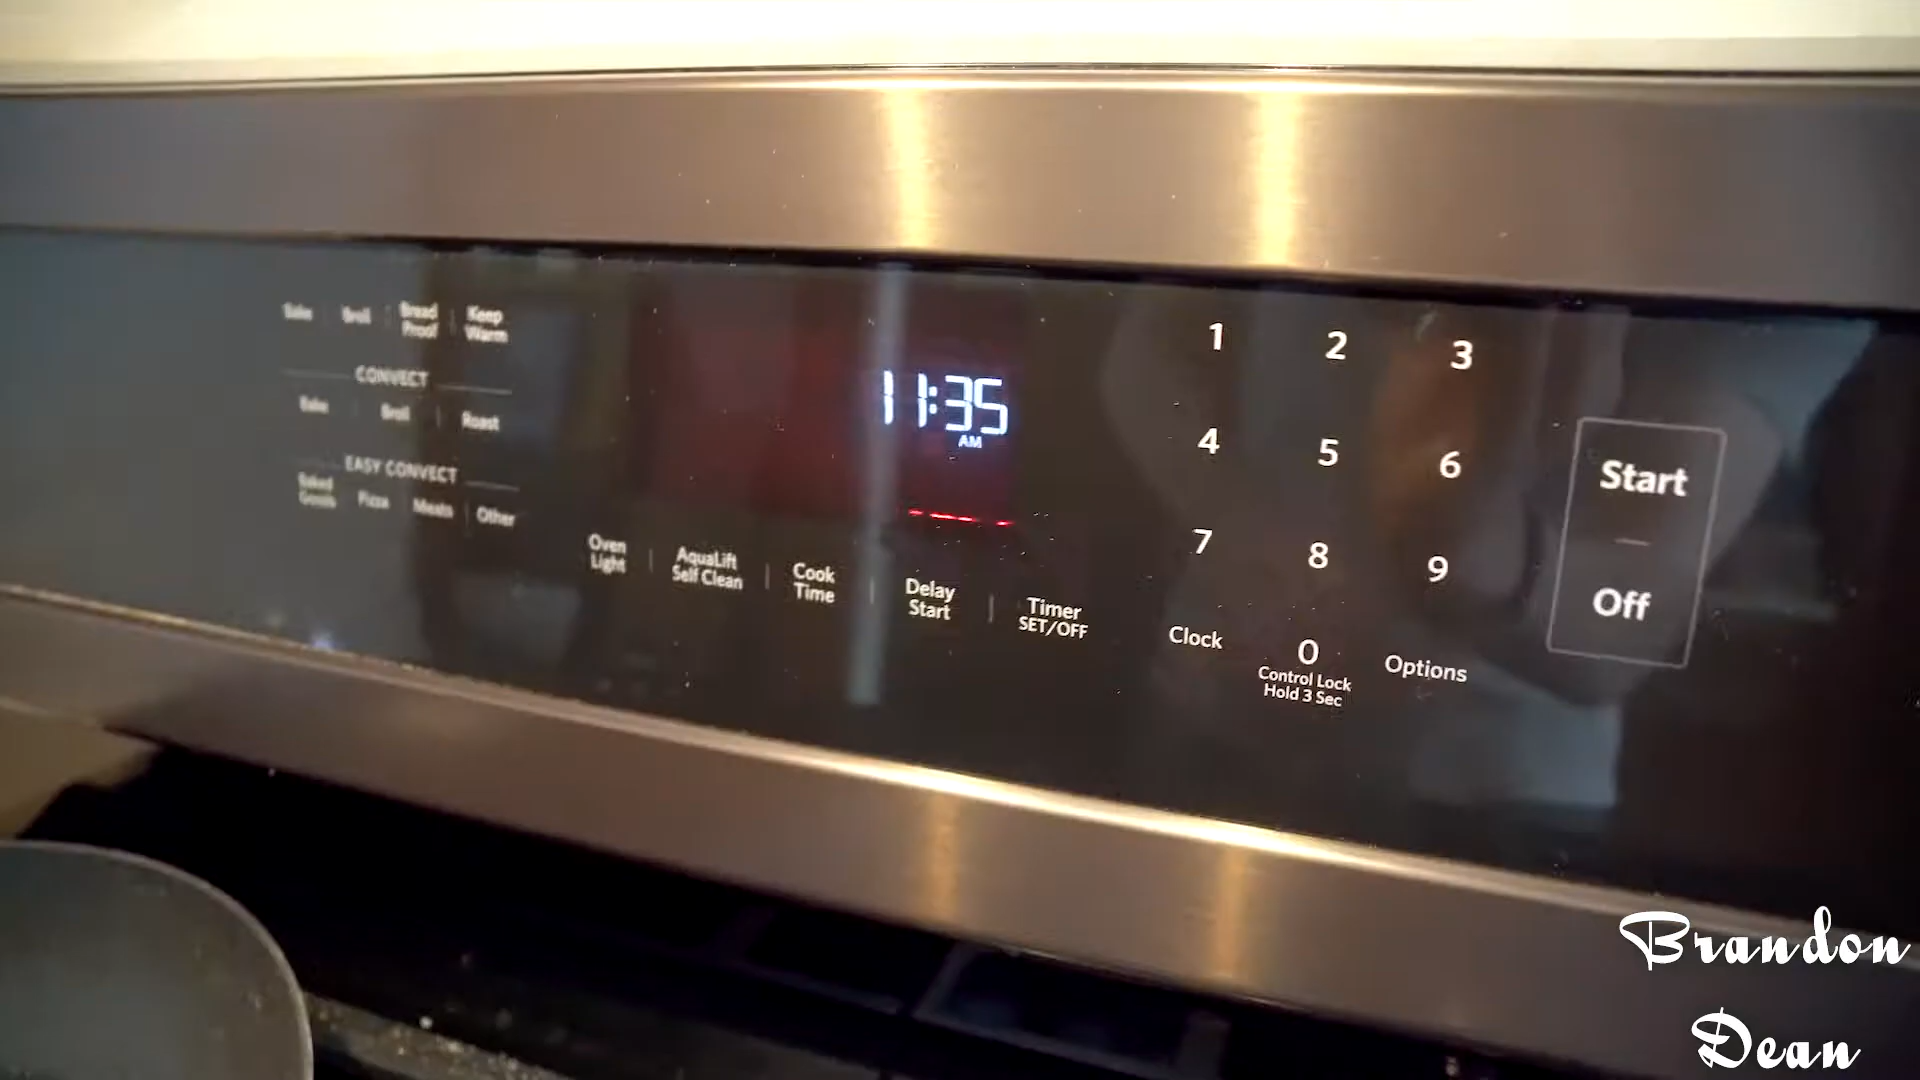 Bake Broil Bread Proof Keep Warm
CONVECT
Bake Broil Roast
EASY CONVECT
Baked Goods Pizza Meats Other
Oven Light
AquaLift Self Clean
Cook Time
Delay Start
Timer SET/OFF
11:35
AM
1 2 3
4 5 6
7 8 9
Clock 0 Options
Control Lock
Hold 3 Sec
Start
Off
Brandon
Dean